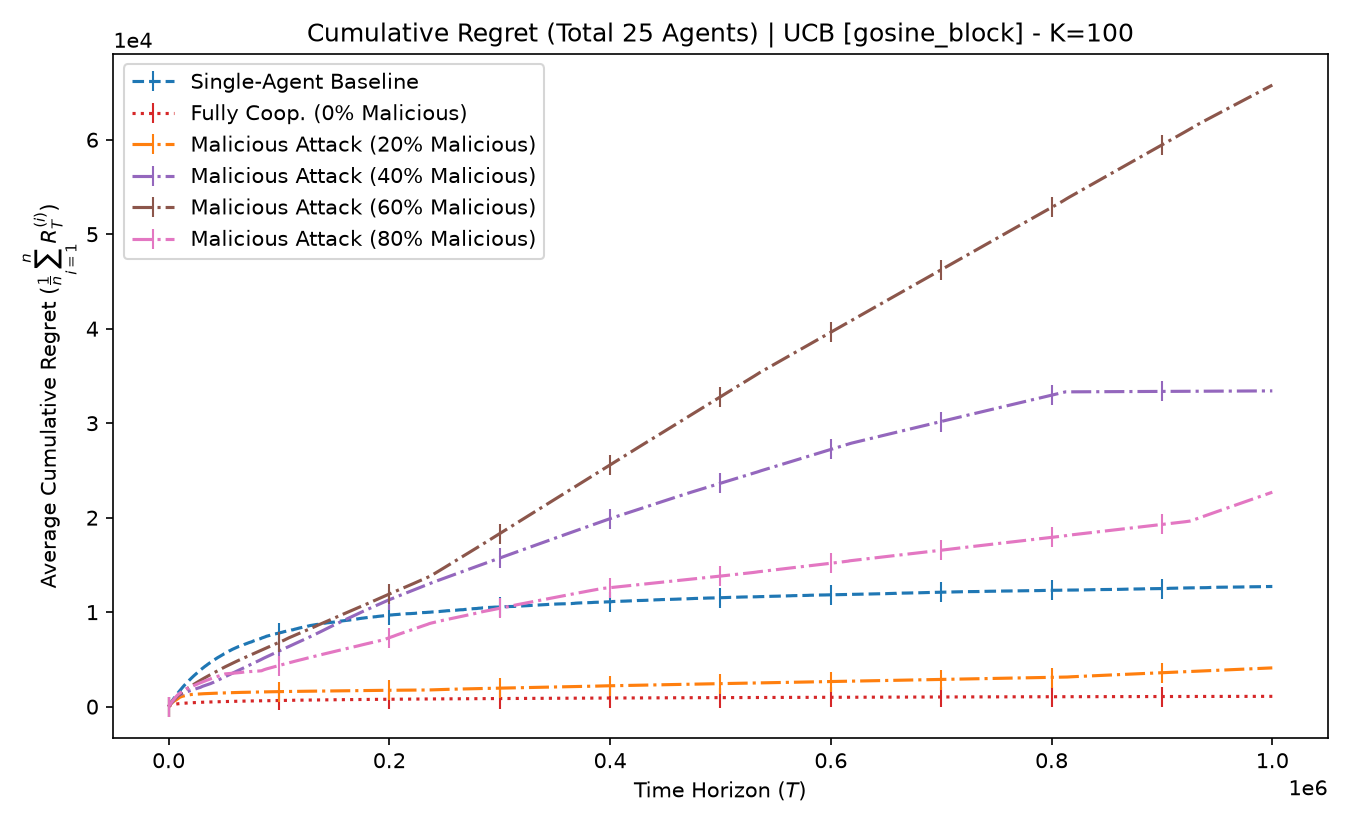 Cumulative Regret (Total 25 Agents) | UCB [gosine_block] - K=100
1e4
Single-Agent Baseline
Fully Coop. (0% Malicious)
Malicious Attack (20% Malicious)
Malicious Attack (40% Malicious)
Malicious Attack (60% Malicious)
Malicious Attack (80% Malicious)
Average Cumulative Regret ($\frac{1}{n}\sum_{i=1}^{n} R_T^{(i)}$)
6
5
4
3
2
1
0
0.0 0.2 0.4 0.6 0.8 1.0
Time Horizon (T)
1e6